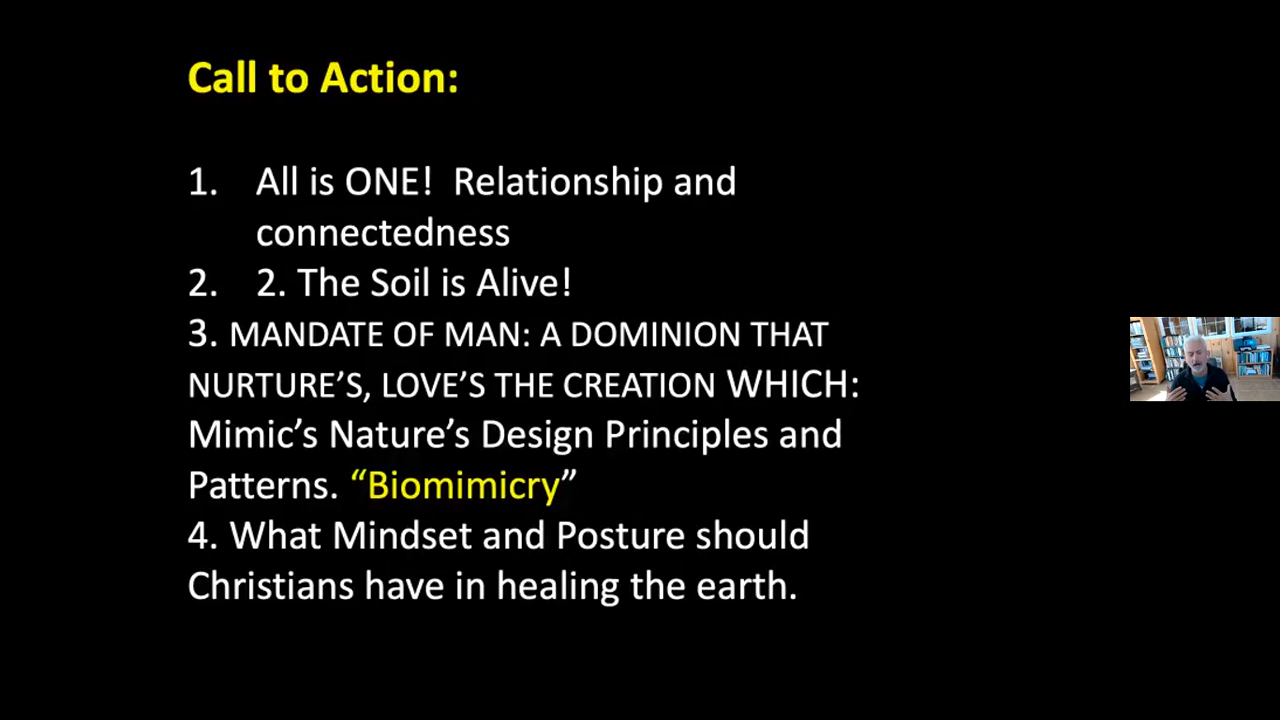 Call to Action:
1. All is ONE!  Relationship and
connectedness
2. 2. The Soil is Alive!
3. MANDATE OF MAN: A DOMINION THAT
NURTURE’S, LOVE’S THE CREATION WHICH:
Mimic’s Nature’s Design Principles and
Patterns. “Biomimicry”
4. What Mindset and Posture should
Christians have in healing the earth.